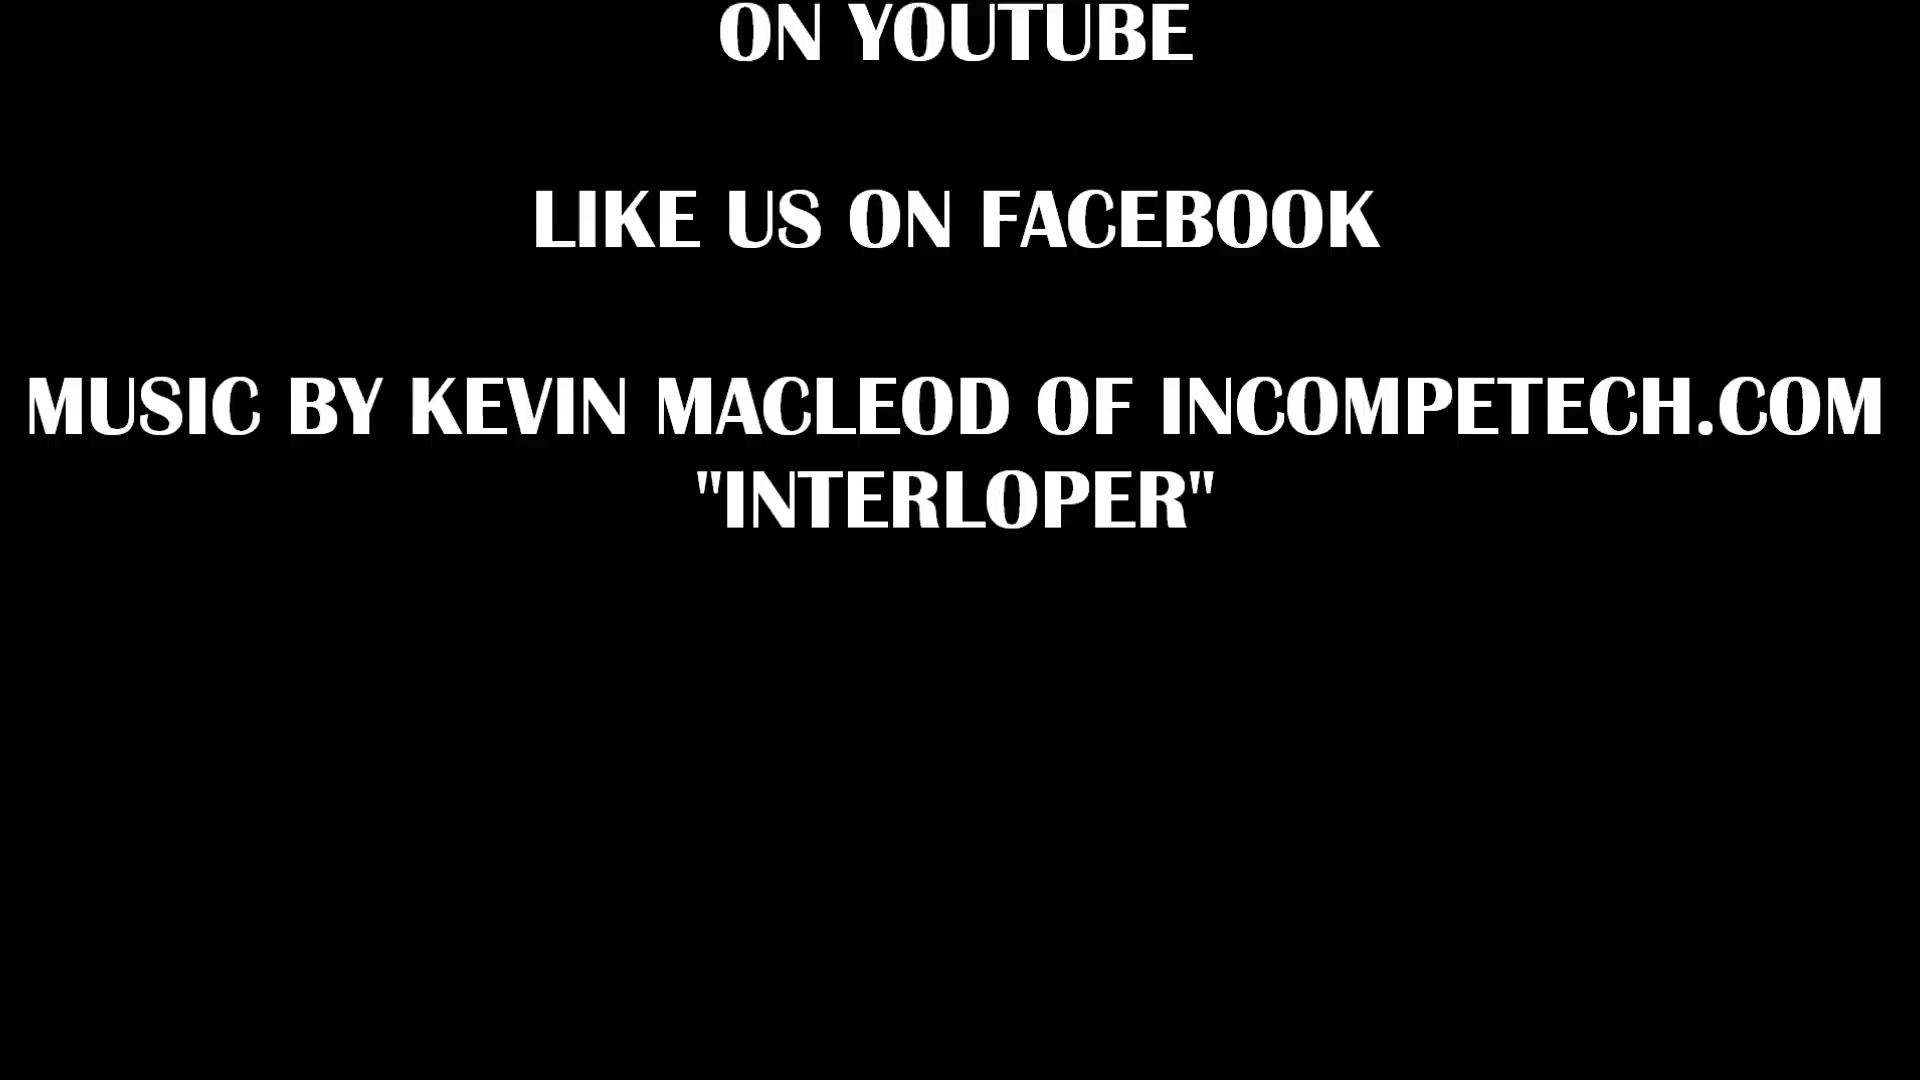 ON YOUTUBE
LIKE US ON FACEBOOK
MUSIC BY KEVIN MACLEOD OF INCOMPETECH.COM
"INTERLOPER"